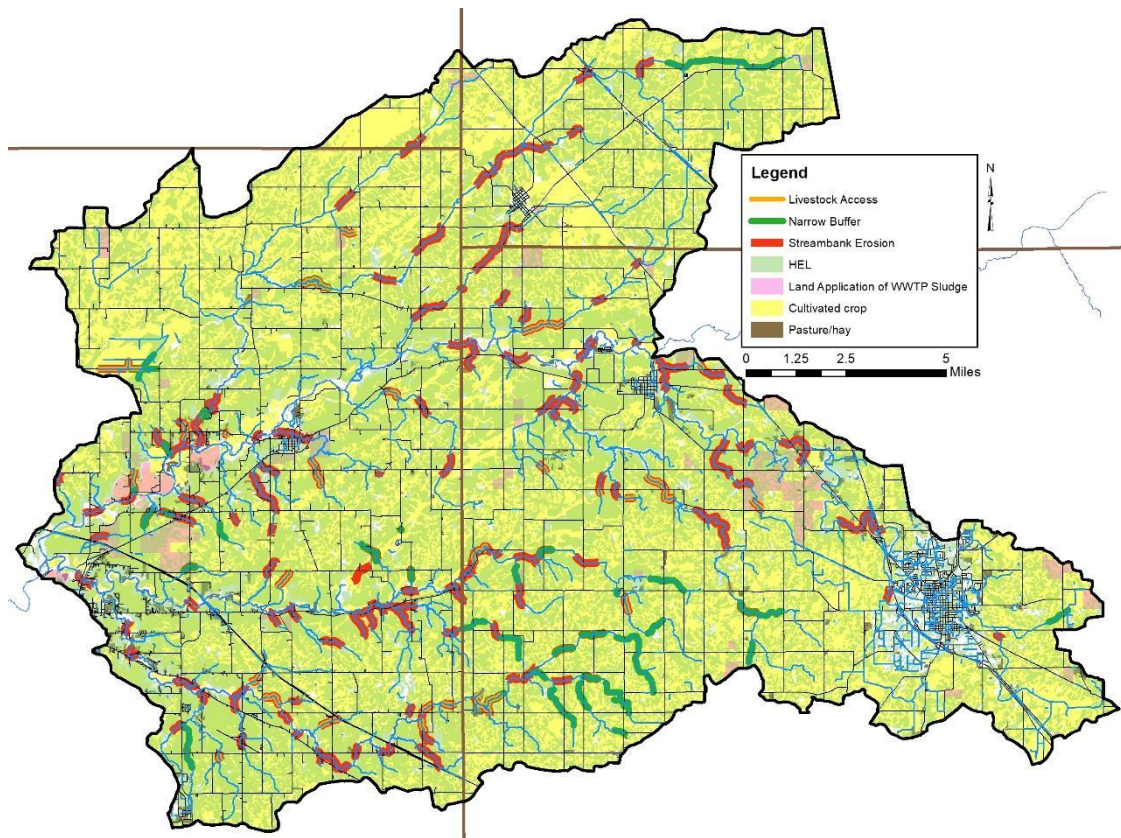 Legend
N
Livestock Access
Narrow Buffer
Streambank Erosion
HEL
Land Application of WWTP Sludge
Cultivated crop
Pasture/hay
0 1.25 2.5 5
Miles